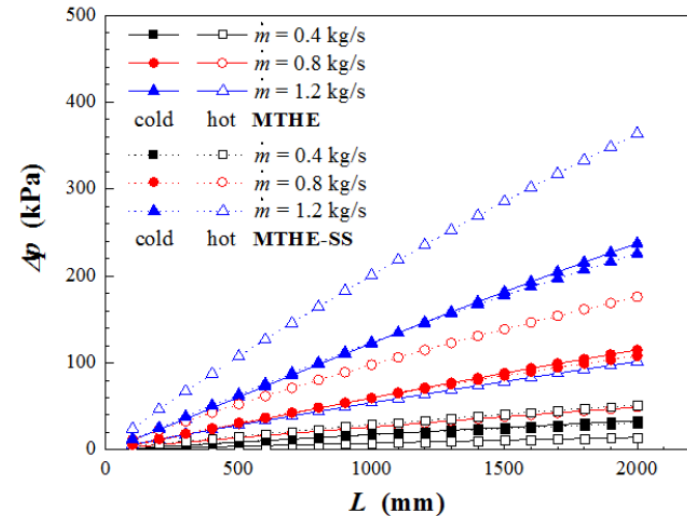 500
400
300
200
100
0
Δp (kPa)
ṁ = 0.4 kg/s
ṁ = 0.8 kg/s
ṁ = 1.2 kg/s
cold hot MTHE
ṁ = 0.4 kg/s
ṁ = 0.8 kg/s
ṁ = 1.2 kg/s
cold hot MTHE-SS
0 500 1000 1500 2000
L (mm)